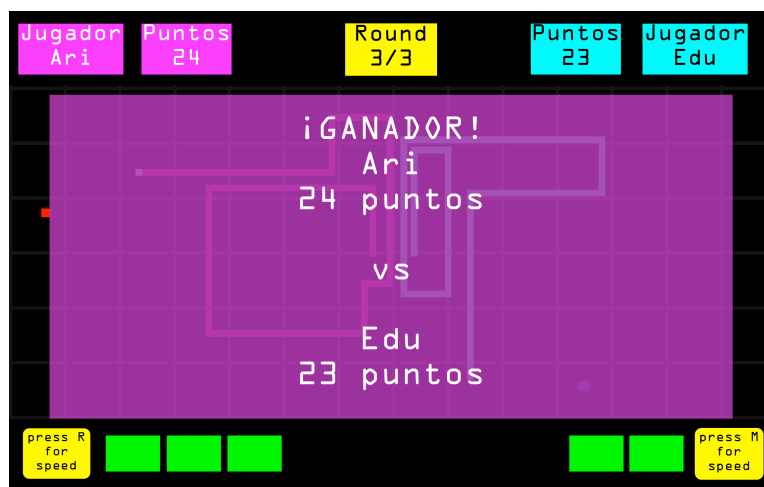 Jugador
Ari
Puntos
24
Round
3/3
Puntos
23
Jugador
Edu
¡GANADOR!
Ari
24 puntos
vs
Edu
23 puntos
press R
for
speed
press M
for
speed